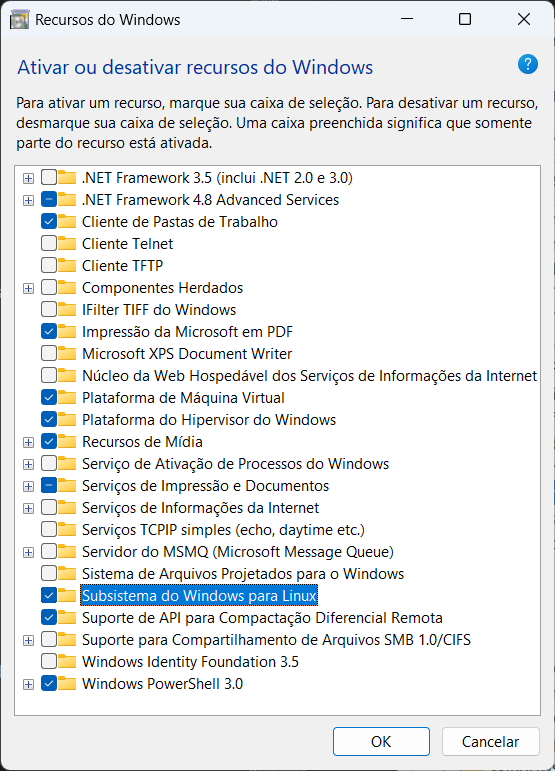 Recursos do Windows
Ativar ou desativar recursos do Windows
?
Para ativar um recurso, marque sua caixa de seleção. Para desativar um recurso,
desmarque sua caixa de seleção. Uma caixa preenchida significa que somente
parte do recurso está ativada.
.NET Framework 3.5 (inclui .NET 2.0 e 3.0)
.NET Framework 4.8 Advanced Services
Cliente de Pastas de Trabalho
Cliente Telnet
Cliente TFTP
Componentes Herdados
IFilter TIFF do Windows
Impressão da Microsoft em PDF
Microsoft XPS Document Writer
Núcleo da Web Hospedável dos Serviços de Informações da Internet
Plataforma de Máquina Virtual
Plataforma do Hipervisor do Windows
Recursos de Mídia
Serviço de Ativação de Processos do Windows
Serviços de Impressão e Documentos
Serviços de Informações da Internet
Serviços TCPIP simples (echo, daytime etc.)
Servidor do MSMQ (Microsoft Message Queue)
Sistema de Arquivos Projetados para o Windows
Subsistema do Windows para Linux
Suporte de API para Compactação Diferencial Remota
Suporte para Compartilhamento de Arquivos SMB 1.0/CIFS
Windows Identity Foundation 3.5
Windows PowerShell 3.0
OK
Cancelar